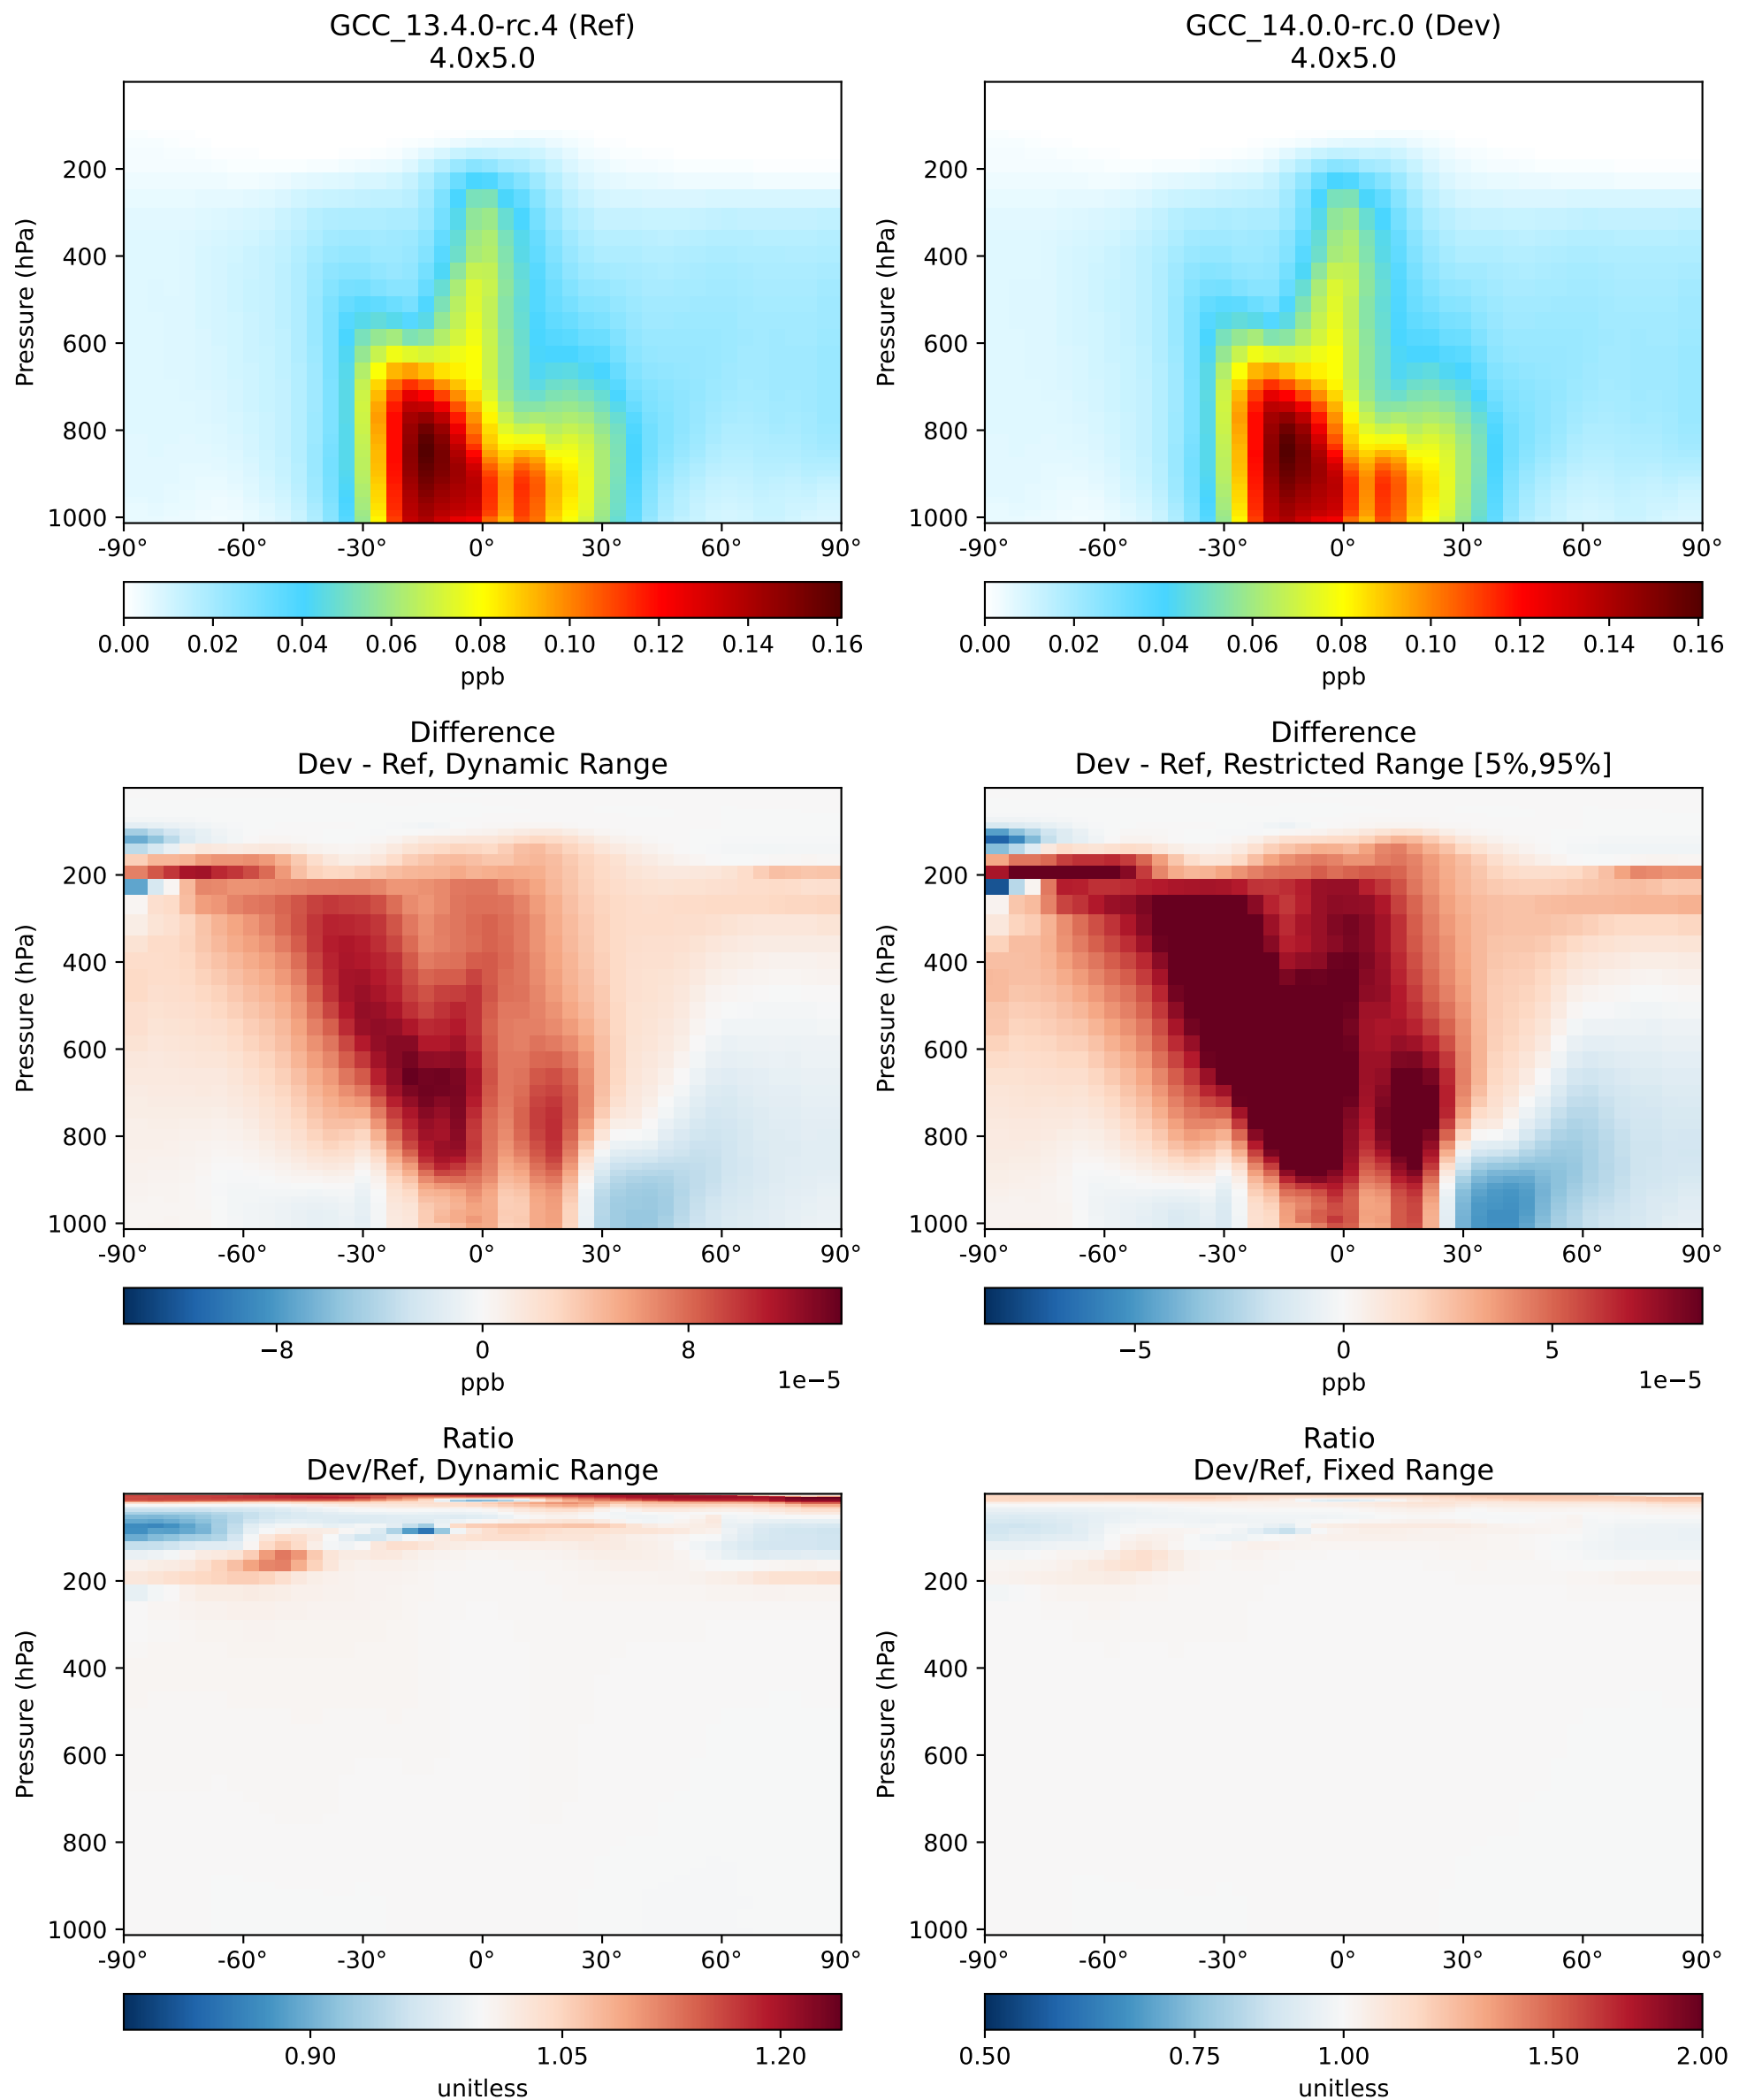 GCC_13.4.0-rc.4 (Ref)
4.0x5.0
GCC_14.0.0-rc.0 (Dev)
4.0x5.0
Pressure (hPa)
200
400
600
800
1000
-90° -60° -30° 0° 30° 60° 90°
0.00 0.02 0.04 0.06 0.08 0.10 0.12 0.14 0.16
ppb
Pressure (hPa)
200
400
600
800
1000
-90° -60° -30° 0° 30° 60° 90°
0.00 0.02 0.04 0.06 0.08 0.10 0.12 0.14 0.16
ppb
Difference
Dev - Ref, Dynamic Range
Pressure (hPa)
200
400
600
800
1000
-90° -60° -30° 0° 30° 60° 90°
−8 0 8
1e−5
ppb
Difference
Dev - Ref, Restricted Range [5%,95%]
Pressure (hPa)
200
400
600
800
1000
-90° -60° -30° 0° 30° 60° 90°
−5 0 5
1e−5
ppb
Ratio
Dev/Ref, Dynamic Range
Pressure (hPa)
200
400
600
800
1000
-90° -60° -30° 0° 30° 60° 90°
0.90 1.05 1.20
unitless
Ratio
Dev/Ref, Fixed Range
Pressure (hPa)
200
400
600
800
1000
-90° -60° -30° 0° 30° 60° 90°
0.50 0.75 1.00 1.50 2.00
unitless